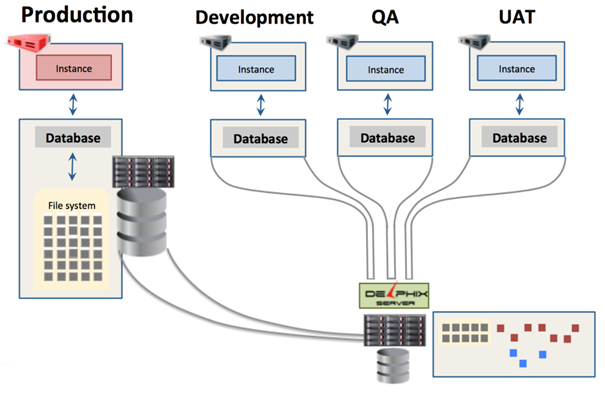 Production
Development
QA
UAT
Instance
Instance
Instance
Instance
Database
Database
Database
Database
File system
DELPHIX
SERVER